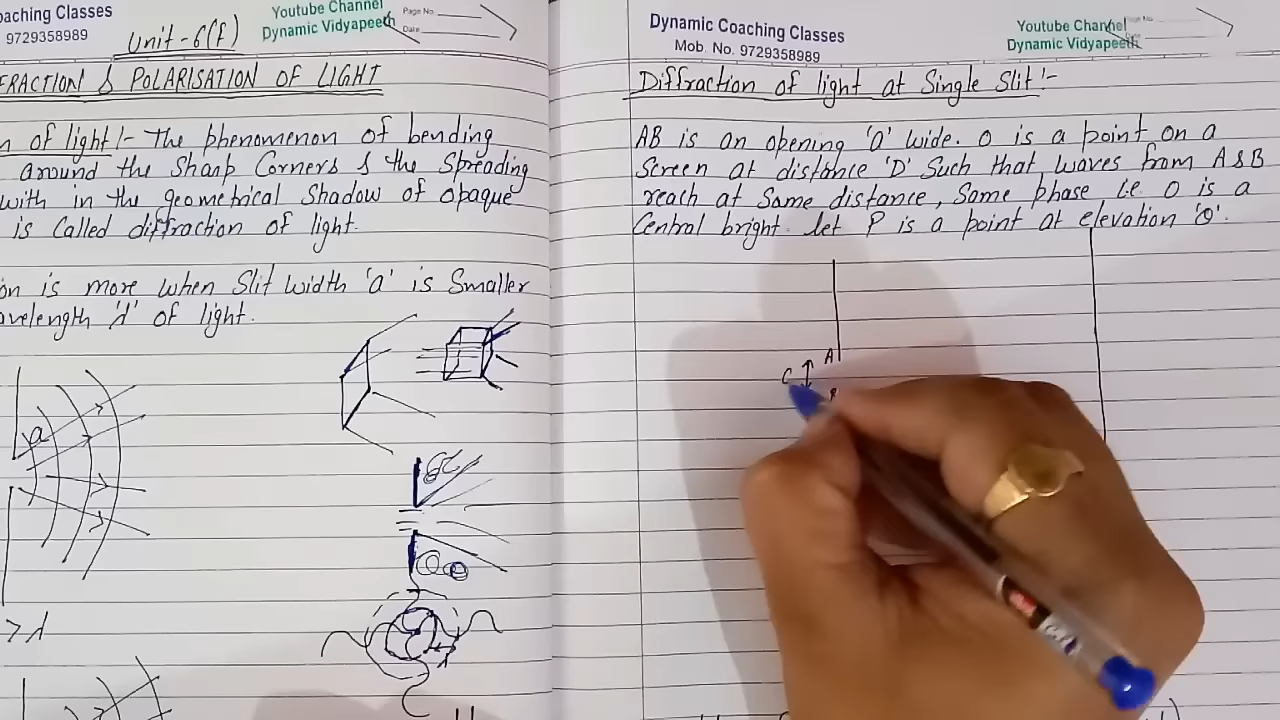 oaching Classes
9729358989
Unit-6(f)
Youtube Channel
Dynamic Vidyapeeth
Page No.
Date
FRACTION & POLARISATION OF LIGHT
n of light!- The phenomenon of bending
around the Sharp Corners & the Spreading
with in the geometrical Shadow of opaque
is Called diffraction of light.
on is more when Slit width 'a' is Smaller
avelength 'λ' of light.
a
> λ
Dynamic Coaching Classes
Mob. No. 9729358989
Youtube Channel
Dynamic Vidyapeeth
Page No.
Diffraction of light at Single Slit!-
AB is an opening 'a' wide. O is a point on a
Screen at distance 'D' Such that waves from A & B
reach at Same distance, Same phase i.e O is a
Central bright. let P is a point at elevation 'θ'.
A
C
B